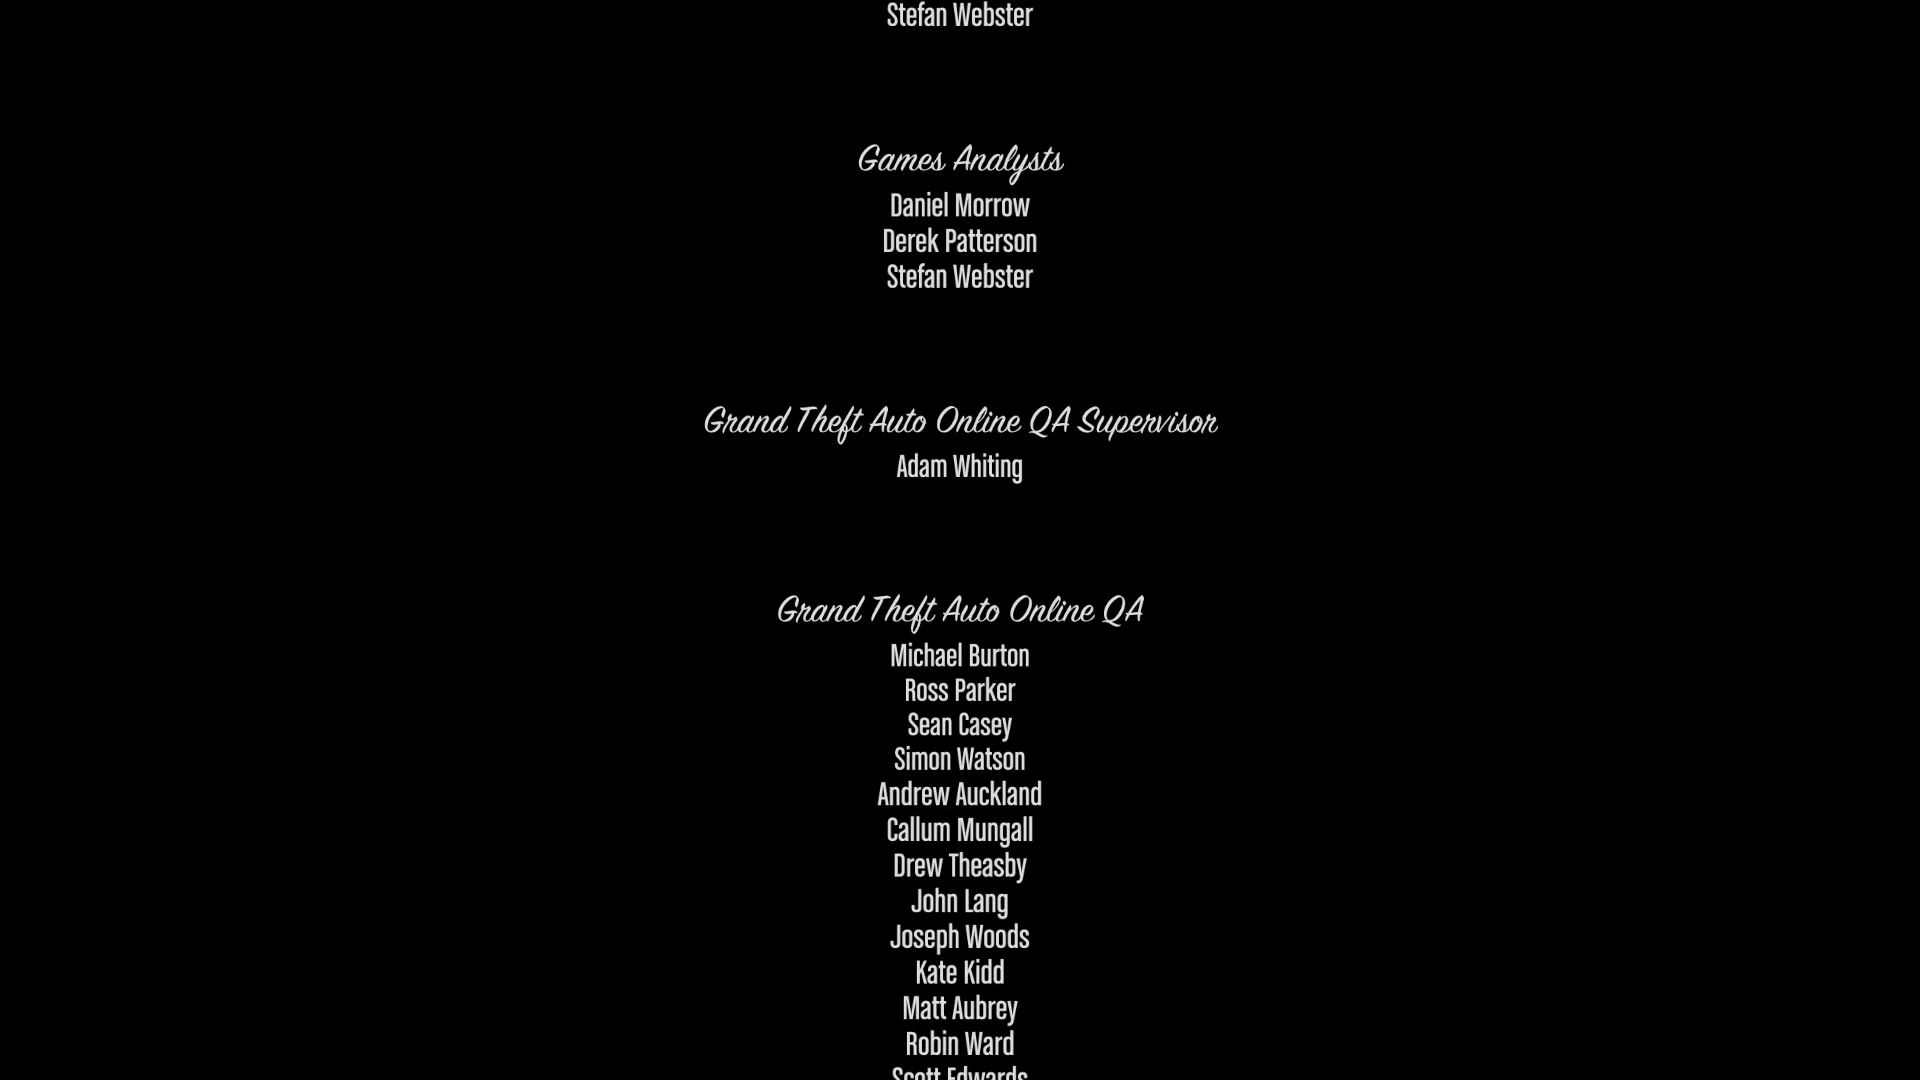 Stefan Webster
Games Analysts
Daniel Morrow
Derek Patterson
Stefan Webster
Grand Theft Auto Online QA Supervisor
Adam Whiting
Grand Theft Auto Online QA
Michael Burton
Ross Parker
Sean Casey
Simon Watson
Andrew Auckland
Callum Mungall
Drew Theasby
John Lang
Joseph Woods
Kate Kidd
Matt Aubrey
Robin Ward
Scott Edwards